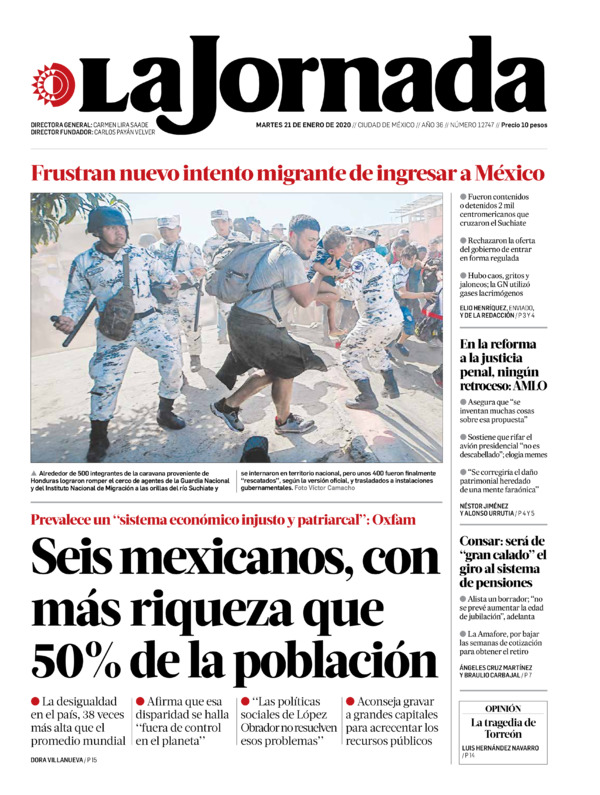 La Jornada
DIRECTORA GENERAL: CARMEN LIRA SAADE
DIRECTOR FUNDADOR: CARLOS PAYÁN VELVER
MARTES 21 DE ENERO DE 2020 // CIUDAD DE MÉXICO // AÑO 36 // NÚMERO 12747 // Precio 10 pesos
Frustran nuevo intento migrante de ingresar a México
● Fueron contenidos
o detenidos 2 mil
centromericanos que
cruzaron el Suchiate
● Rechazaron la oferta
del gobierno de entrar
en forma regulada
● Hubo caos, gritos y
jaloneos; la GN utilizó
gases lacrimógenos
ELIO HENRÍQUEZ, ENVIADO,
Y DE LA REDACCIÓN / P 3 Y 4
En la reforma
a la justicia
penal, ningún
retroceso: AMLO
● Asegura que "se
inventan muchas cosas
sobre esa propuesta"
● Sostiene que rifar el
avión presidencial "no es
descabellado"; elogia memes
● "Se corregiría el daño
patrimonial heredado
de una mente faraónica"
NÉSTOR JIMÉNEZ
Y ALONSO URRUTIA / P 4 Y 5
Consar: será de
"gran calado" el
giro al sistema
de pensiones
● Alista un borrador; "no
se prevé aumentar la edad
de jubilación", adelanta
● La Amafore, por bajar
las semanas de cotización
para obtener el retiro
ÁNGELES CRUZ MARTÍNEZ
Y BRAULIO CARBAJAL / P 7
OPINIÓN
La tragedia de
Torreón
LUIS HERNÁNDEZ NAVARRO
/ P 14
▲ Alrededor de 500 integrantes de la caravana proveniente de
Honduras lograron romper el cerco de agentes de la Guardia Nacional
y del Instituto Nacional de Migración a las orillas del río Suchiate y
se internaron en territorio nacional, pero unos 400 fueron finalmente
"rescatados", según la versión oficial, y trasladados a instalaciones
gubernamentales. Foto Víctor Camacho
Prevalece un "sistema económico injusto y patriarcal": Oxfam
Seis mexicanos, con
más riqueza que
50% de la población
● La desigualdad
en el país, 38 veces
más alta que el
promedio mundial
● Afirma que esa
disparidad se halla
"fuera de control
en el planeta"
● "Las políticas
sociales de López
Obrador no resuelven
esos problemas"
● Aconseja gravar
a grandes capitales
para acrecentar los
recursos públicos
DORA VILLANUEVA / P 15